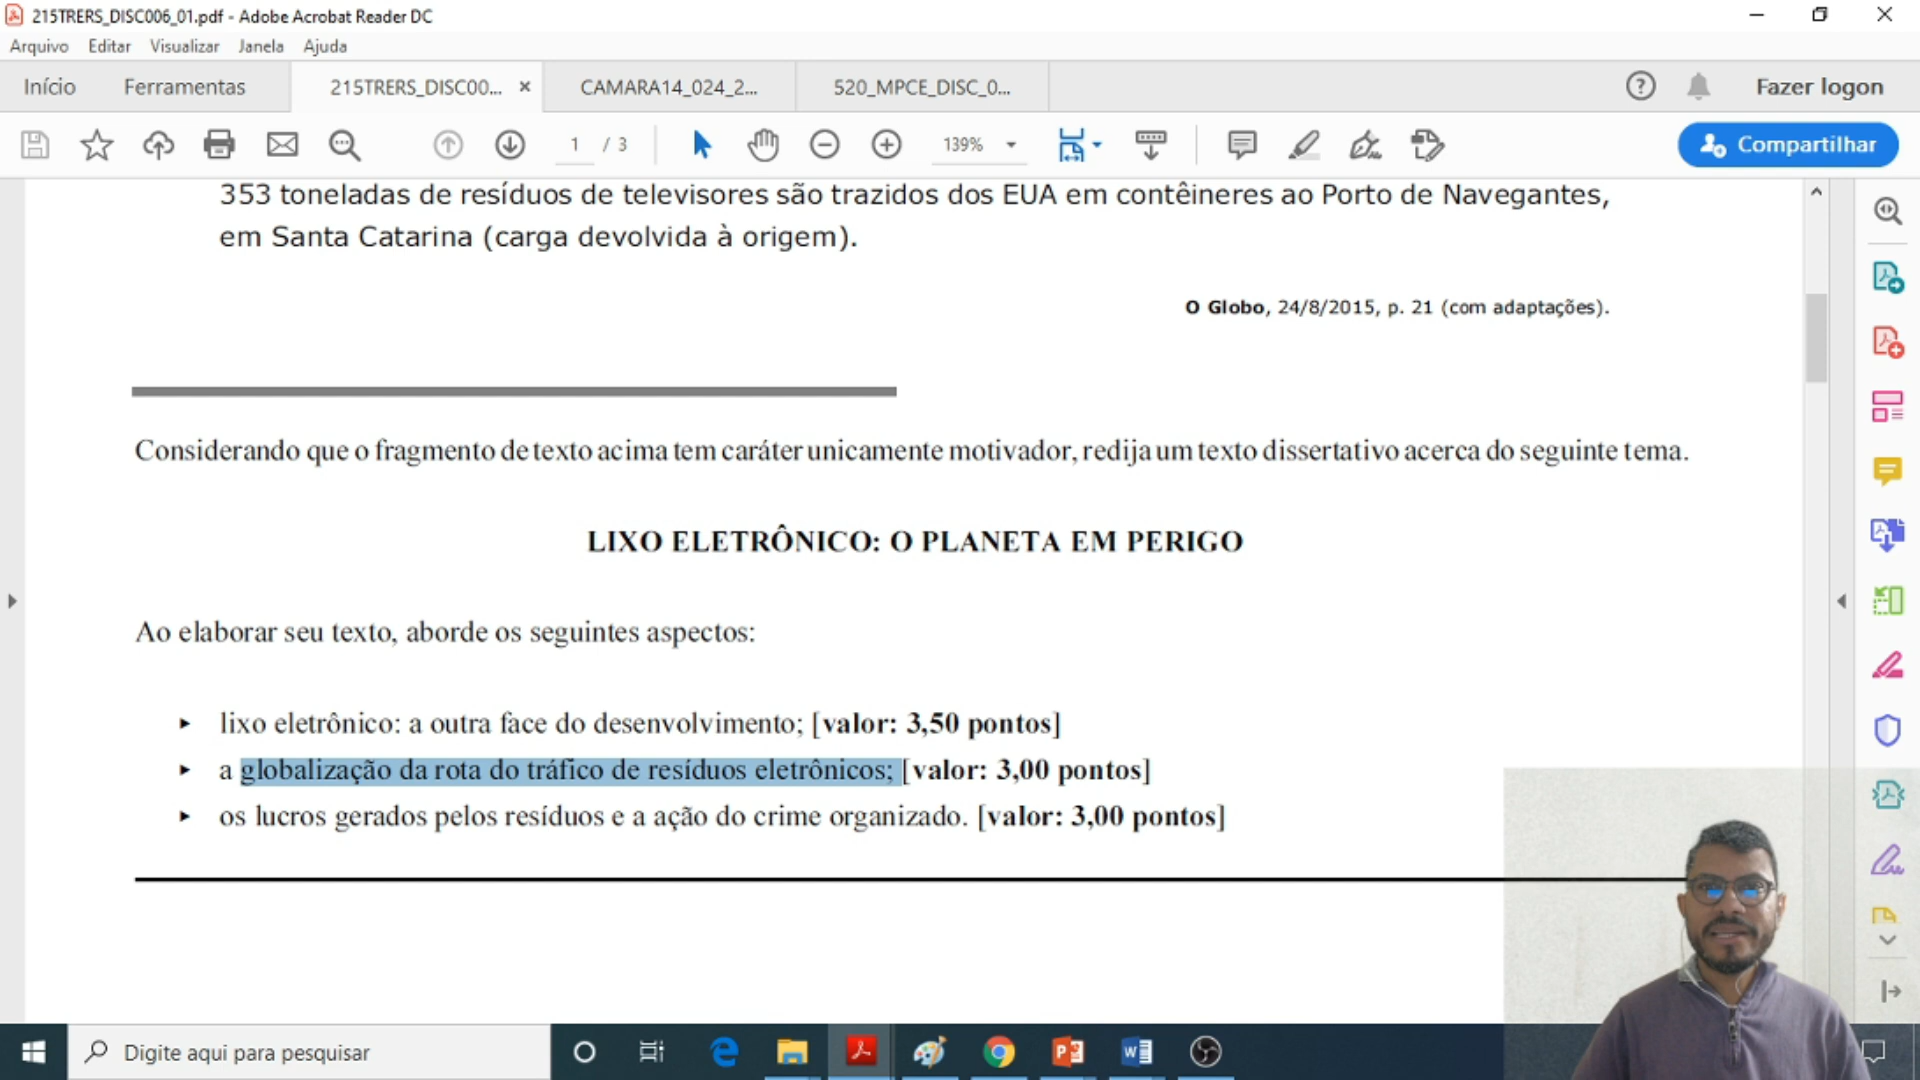 215TRERS_DISC006_01.pdf - Adobe Acrobat Reader DC
Arquivo Editar Visualizar Janela Ajuda
Início Ferramentas 215TRERS_DISC00... × CAMARA14_024_2... 520_MPCE_DISC_0... Fazer logon
1 / 3 139% Compartilhar
353 toneladas de resíduos de televisores são trazidos dos EUA em contêineres ao Porto de Navegantes,
em Santa Catarina (carga devolvida à origem).
O Globo, 24/8/2015, p. 21 (com adaptações).
Considerando que o fragmento de texto acima tem caráter unicamente motivador, redija um texto dissertativo acerca do seguinte tema.
LIXO ELETRÔNICO: O PLANETA EM PERIGO
Ao elaborar seu texto, aborde os seguintes aspectos:
► lixo eletrônico: a outra face do desenvolvimento; [valor: 3,50 pontos]
► a globalização da rota do tráfico de resíduos eletrônicos; [valor: 3,00 pontos]
► os lucros gerados pelos resíduos e a ação do crime organizado. [valor: 3,00 pontos]
Digite aqui para pesquisar